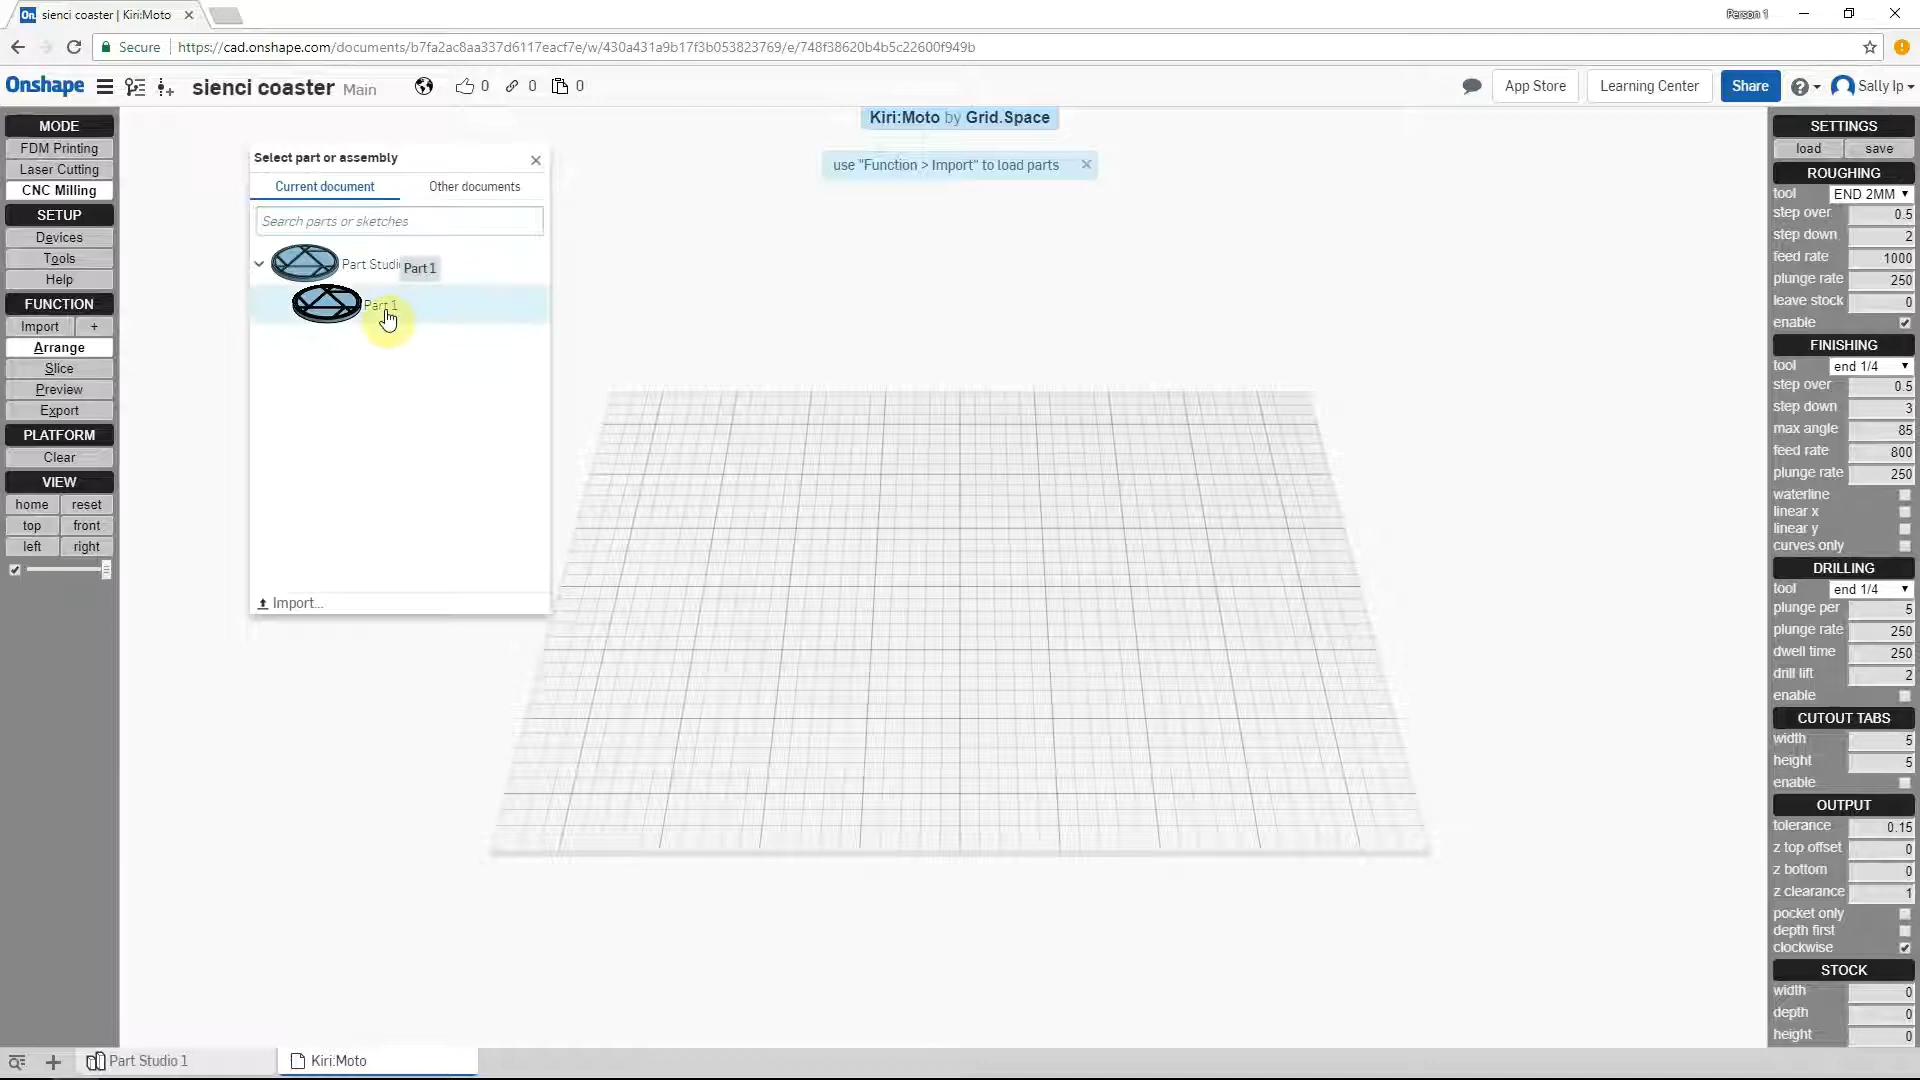 sienci coaster | Kiri:Moto
Person 1
Secure https://cad.onshape.com/documents/b7fa2ac8aa337d6117eacf7e/w/430a431a9b17f3b053823769/e/748f38620b4b5c22600f949b
Onshape sienci coaster Main 0 0 0 App Store Learning Center Share Sally Ip
Kiri:Moto by Grid.Space
use "Function > Import" to load parts
MODE
FDM Printing
Laser Cutting
CNC Milling
SETUP
Devices
Tools
Help
FUNCTION
Import +
Arrange
Slice
Preview
Export
PLATFORM
Clear
VIEW
home reset
top front
left right
Select part or assembly
Current document Other documents
Search parts or sketches
Part Studi
Part 1
Part 1
Import...
SETTINGS
load save
ROUGHING
tool END 2MM
step over 0.5
step down 2
feed rate 1000
plunge rate 250
leave stock 0
enable
FINISHING
tool end 1/4
step over 0.5
step down 3
max angle 85
feed rate 800
plunge rate 250
waterline
linear x
linear y
curves only
DRILLING
tool end 1/4
plunge per 5
plunge rate 250
dwell time 250
drill lift 2
enable
CUTOUT TABS
width 5
height 5
enable
OUTPUT
tolerance 0.15
z top offset 0
z bottom 0
z clearance 1
pocket only
depth first
clockwise
STOCK
width 0
depth 0
height 0
Part Studio 1
Kiri:Moto